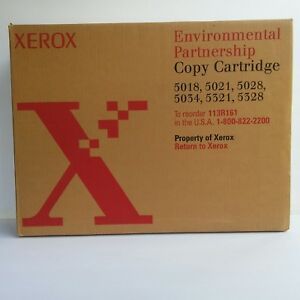 XEROX
Environmental
Partnership
Copy Cartridge
5018, 5021, 5028,
5034, 5321, 5328
To reorder 113R161
in the U.S.A. 1-800-822-2200
Property of Xerox
Return to Xerox
X